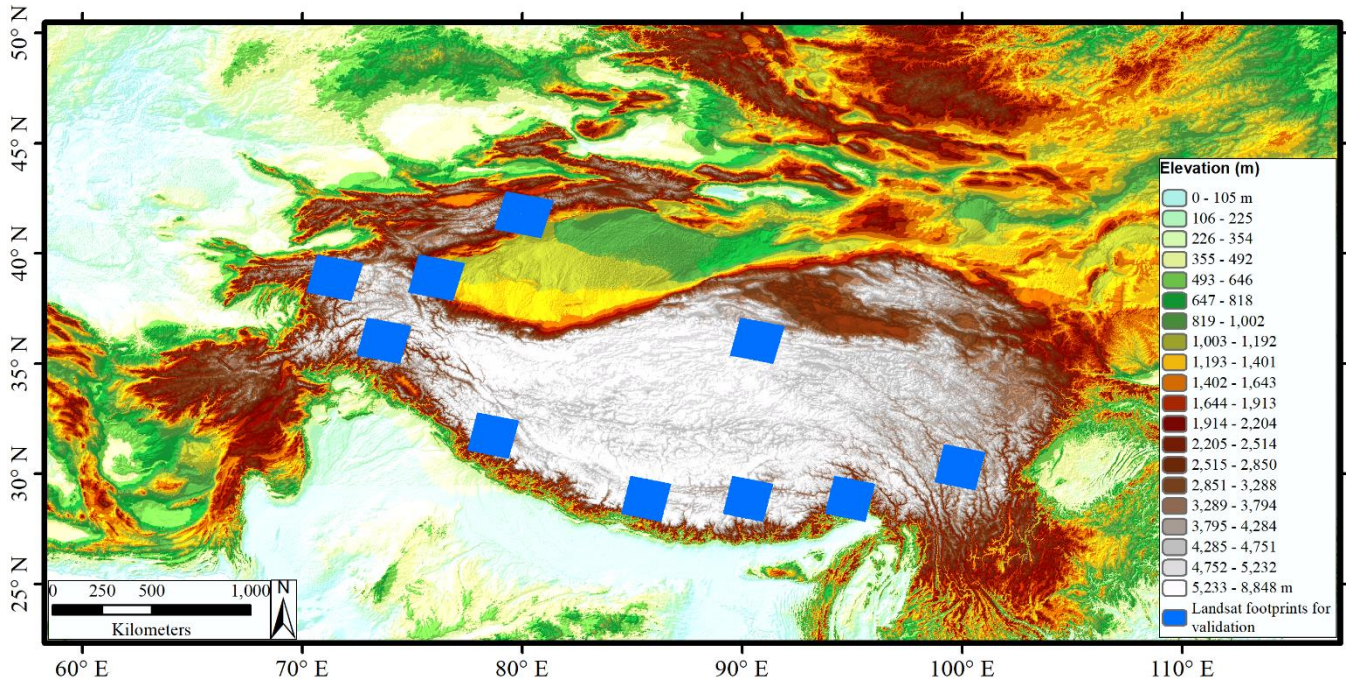 50° N
45° N
40° N
35° N
30° N
25° N
Elevation (m)
0 - 105 m
106 - 225
226 - 354
355 - 492
493 - 646
647 - 818
819 - 1,002
1,003 - 1,192
1,193 - 1,401
1,402 - 1,643
1,644 - 1,913
1,914 - 2,204
2,205 - 2,514
2,515 - 2,850
2,851 - 3,288
3,289 - 3,794
3,795 - 4,284
4,285 - 4,751
4,752 - 5,232
5,233 - 8,848 m
Landsat footprints for
validation
0 250 500 1,000
Kilometers
N
60° E 70° E 80° E 90° E 100° E 110° E